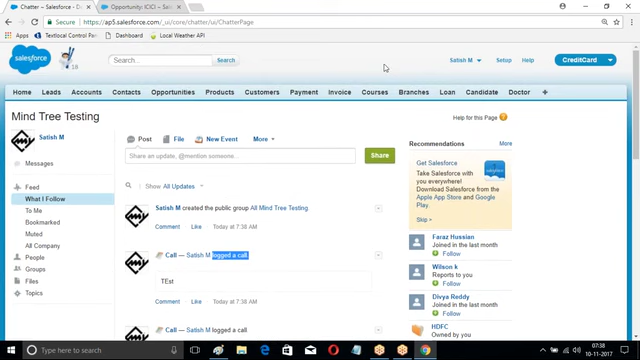 Chatter ~ Salesforce - D
Opportunity: ICICI ~ Sales
Secure
https://ap5.salesforce.com/_ui/core/chatter/ui/ChatterPage
Apps
Textlocal Control Pan
Dashboard
Local Weather API
salesforce
18
Search...
Search
Satish M
Setup
Help
CreditCard
Home
Leads
Accounts
Contacts
Opportunities
Products
Customers
Payment
Invoice
Courses
Branches
Loan
Candidate
Doctor
+
Mind Tree Testing
Help for this Page
Satish M
Messages
Feed
What I Follow
To Me
Bookmarked
Muted
All Company
People
Groups
Files
Topics
Post
File
New Event
More
Share an update, @mention someone...
Share
Show All Updates
Satish M created the public group All Mind Tree Testing
Comment
Like
Today at 7:38 AM
Call — Satish M logged a call.
TEst
Comment
Like
Today at 7:38 AM
Call — Satish M logged a call
Recommendations
More
Get Salesforce
Take Salesforce with you everywhere! Download Salesforce from the Apple App Store and Google Play.
Skip >
Faraz Hussian
Joined in the last month
Follow
Wilson k
Reports to you
Follow
Divya Reddy
Joined in the last month
Follow
HDFC
Owned by you
Type here to search
07:38
10-11-2017